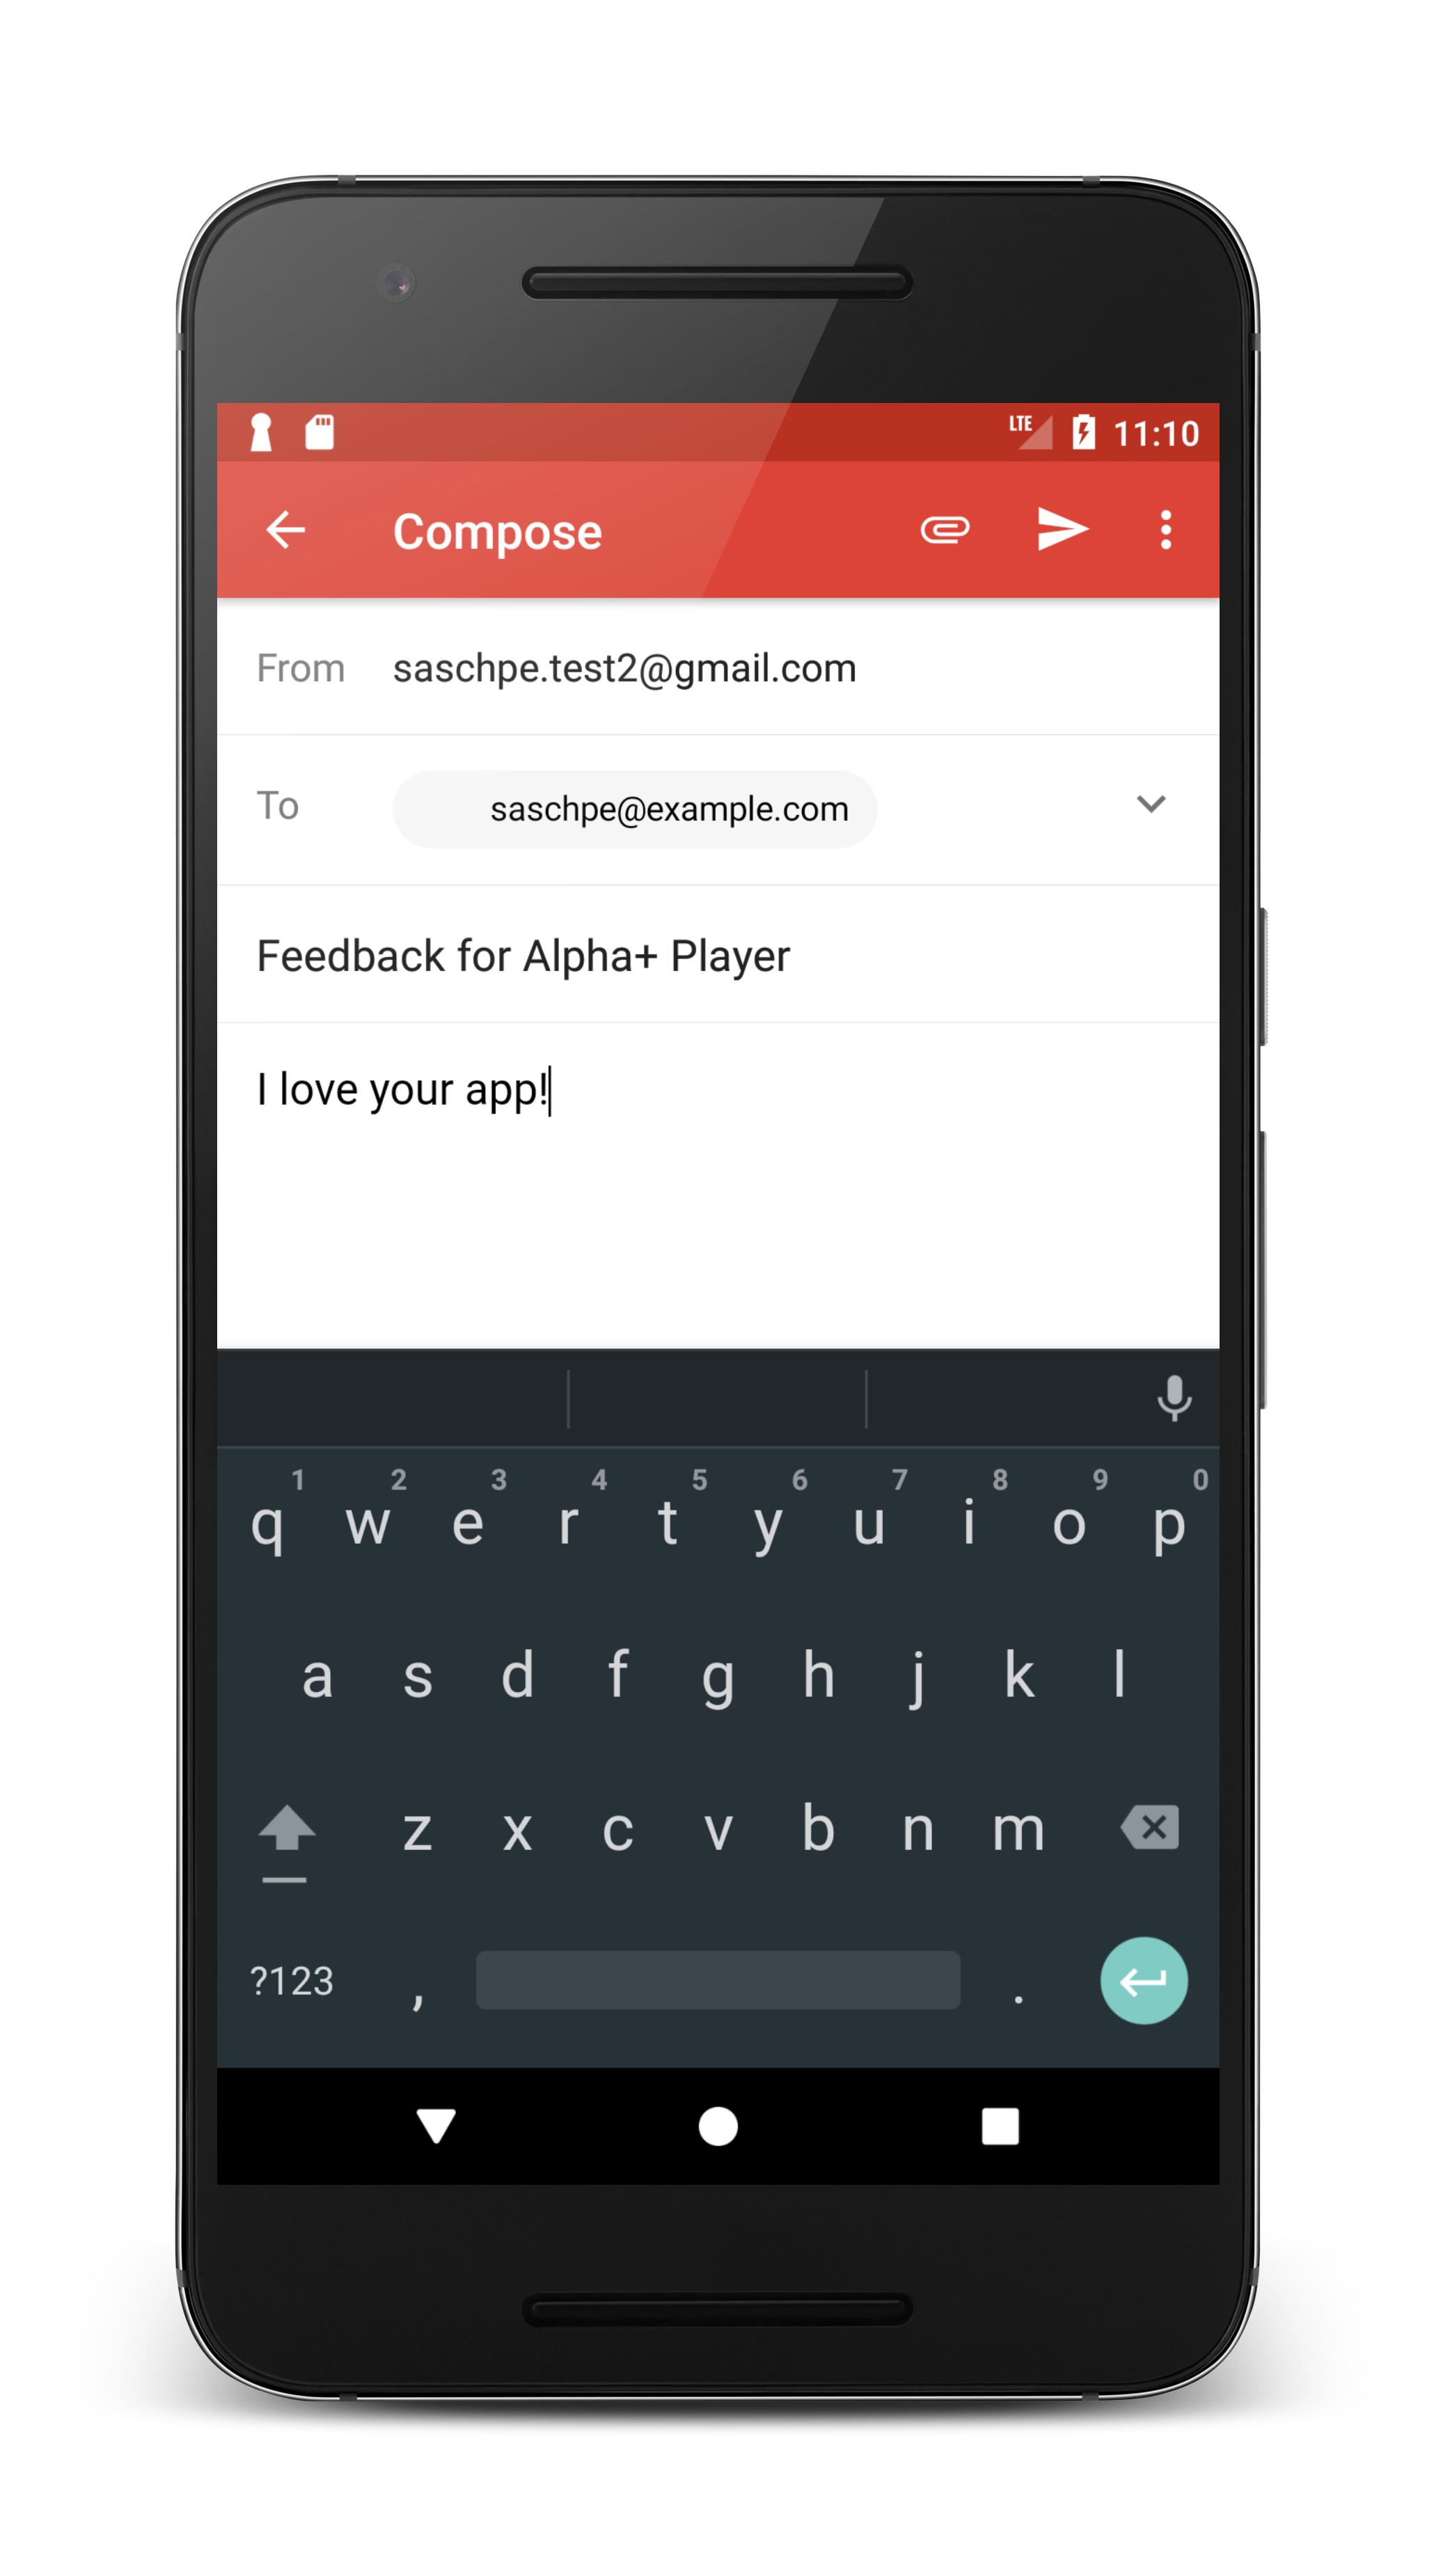 LTE 11:10
Compose
From saschpe.test2@gmail.com
To saschpe@example.com
Feedback for Alpha+ Player
I love your app!
1 2 3 4 5 6 7 8 9 0
q w e r t y u i o p
a s d f g h j k l
z x c v b n m
?123 , .